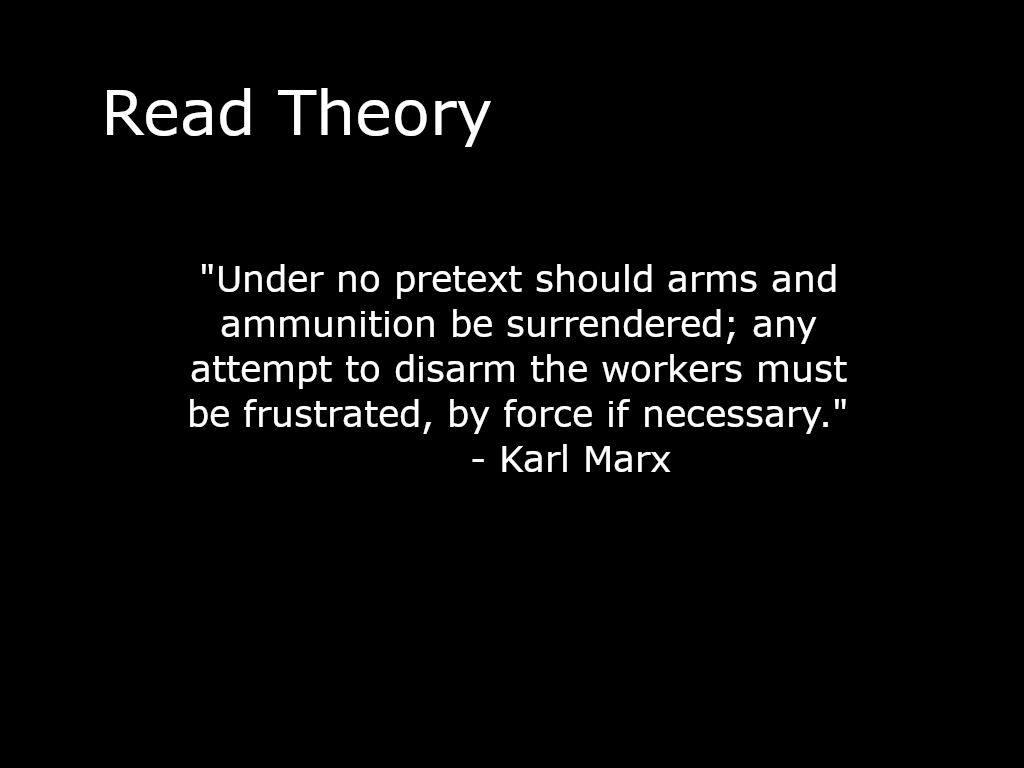 Read Theory
"Under no pretext should arms and
ammunition be surrendered; any
attempt to disarm the workers must
be frustrated, by force if necessary."
- Karl Marx